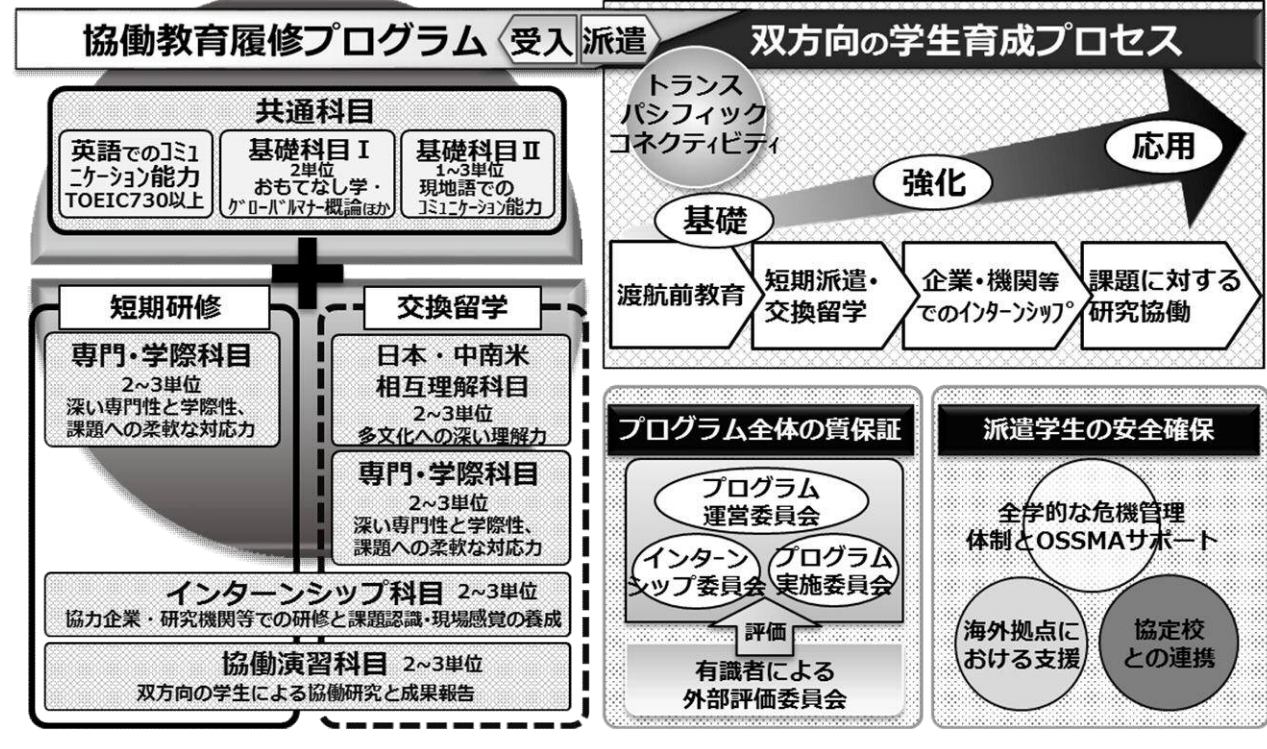 協働教育履修プログラム
受入
派遣
双方向の学生育成プロセス
共通科目
英語でのｺﾐｭ
ﾆｹｰｼｮﾝ能力
TOEIC730以上
基礎科目Ⅰ
2単位
おもてなし学・
ｸﾞﾛｰﾊﾞﾙﾏﾅｰ概論ほか
基礎科目Ⅱ
1~3単位
現地語での
ｺﾐｭﾆｹｰｼｮﾝ能力
短期研修
専門・学際科目
2~3単位
深い専門性と学際性、
課題への柔軟な対応力
交換留学
日本・中南米
相互理解科目
2~3単位
多文化への深い理解力
専門・学際科目
2~3単位
深い専門性と学際性、
課題への柔軟な対応力
インターンシップ科目 2~3単位
協力企業・研究機関等での研修と課題認識・現場感覚の養成
協働演習科目 2~3単位
双方向の学生による協働研究と成果報告
トランス
パシフィック
コネクティビティ
基礎
強化
応用
渡航前教育
短期派遣・
交換留学
企業・機関等
でのｲﾝﾀｰﾝｼｯﾌﾟ
課題に対する
研究協働
プログラム全体の質保証
プログラム
運営委員会
インターン
シップ委員会
プログラム
実施委員会
評価
有識者による
外部評価委員会
派遣学生の安全確保
全学的な危機管理
体制とOSSMAサポート
海外拠点に
おける支援
協定校
との連携